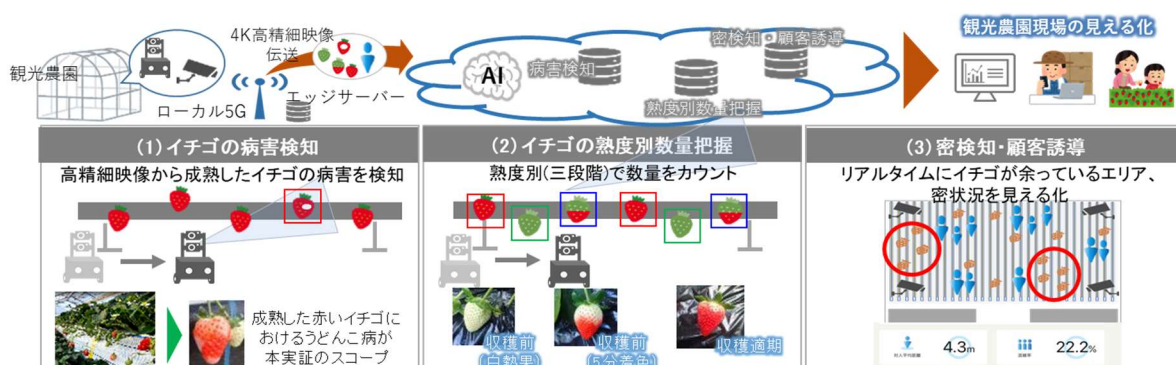 4K高精細映像
伝送
観光農園
ローカル5G
エッジサーバー
AI
病害検知
密検知・顧客誘導
熟度別数量把握
観光農園現場の見える化
(1)イチゴの病害検知
高精細映像から成熟したイチゴの病害を検知
成熟した赤いイチゴに
おけるうどんこ病が
本実証のスコープ
(2)イチゴの熟度別数量把握
熟度別(三段階)で数量をカウント
収穫前
(白熟果)
収穫前
(5分着色)
収穫適期
(3)密検知・顧客誘導
リアルタイムにイチゴが余っているエリア、
密状況を見える化
4.3m
22.2%